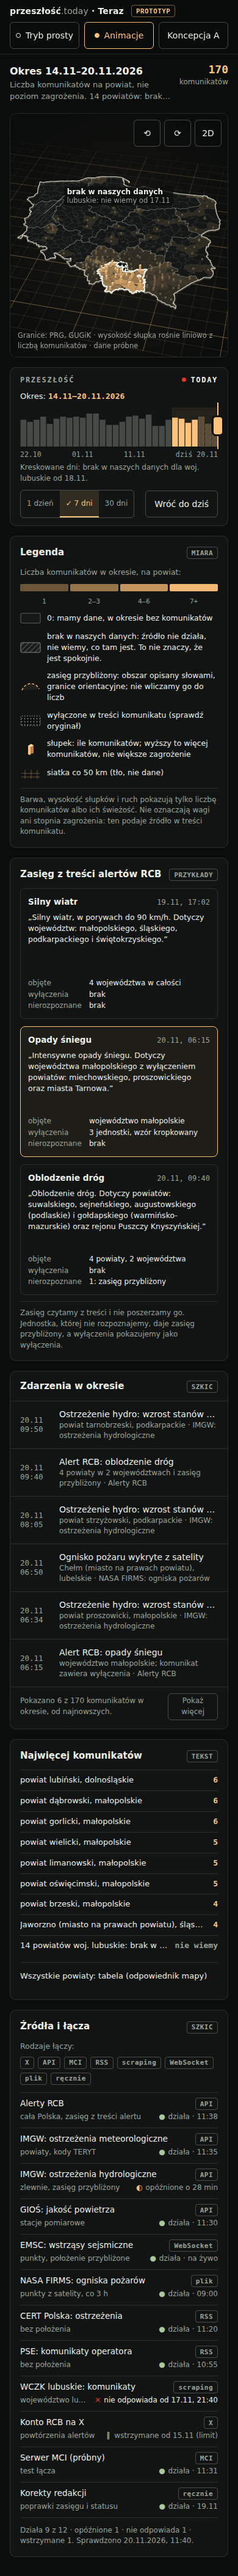 przeszłość.today · Teraz PROTOTYP
Tryb prosty
Animacje
Koncepcja A
Okres 14.11–20.11.2026
170
komunikatów
Liczba komunikatów na powiat, nie
poziom zagrożenia. 14 powiatów: brak…
2D
brak w naszych danych
lubuskie: nie wiemy od 17.11
Granice: PRG, GUGiK · wysokość słupka rośnie liniowo z
liczbą komunikatów · dane próbne
PRZESZŁOŚĆ
TODAY
Okres: 14.11–20.11.2026
22.10
01.11
11.11
dziś 20.11
Kreskowane dni: brak w naszych danych dla woj.
lubuskie od 18.11.
1 dzień
✓ 7 dni
30 dni
Wróć do dziś
Legenda
MIARA
Liczba komunikatów w okresie, na powiat:
1
2–3
4–6
7+
0: mamy dane, w okresie bez komunikatów
brak w naszych danych: źródło nie działa,
nie wiemy, co tam jest. To nie znaczy, że
jest spokojnie.
zasięg przybliżony: obszar opisany słowami,
granice orientacyjne; nie wliczamy go do
liczb
wyłączone w treści komunikatu (sprawdź
oryginał)
słupek: ile komunikatów; wyższy to więcej
komunikatów, nie większe zagrożenie
siatka co 50 km (tło, nie dane)
Barwa, wysokość słupków i ruch pokazują tylko liczbę
komunikatów albo ich świeżość. Nie oznaczają wagi
ani stopnia zagrożenia: ten podaje źródło w treści
komunikatu.
Zasięg z treści alertów RCB
PRZYKŁADY
Silny wiatr
19.11, 17:02
„Silny wiatr, w porywach do 90 km/h. Dotyczy
województw: małopolskiego, śląskiego,
podkarpackiego i świętokrzyskiego.”
objęte 4 województwa w całości
wyłączenia brak
nierozpoznane brak
Opady śniegu
20.11, 06:15
„Intensywne opady śniegu. Dotyczy
województwa małopolskiego z wyłączeniem
powiatów: miechowskiego, proszowickiego
oraz miasta Tarnowa.”
objęte województwo małopolskie
wyłączenia 3 jednostki, wzór kropkowany
nierozpoznane brak
Oblodzenie dróg
20.11, 09:40
„Oblodzenie dróg. Dotyczy powiatów:
suwalskiego, sejneńskiego, augustowskiego
(podlaskie) i gołdapskiego (warmińsko-
mazurskie) oraz rejonu Puszczy Knyszyńskiej.”
objęte 4 powiaty, 2 województwa
wyłączenia brak
nierozpoznane 1: zasięg przybliżony
Zasięg czytamy z treści i nie poszerzamy go.
Jednostka, której nie rozpoznajemy, daje zasięg
przybliżony, a wyłączenia pokazujemy jako
wyłączenia.
Zdarzenia w okresie
SZKIC
20.11
09:50
Ostrzeżenie hydro: wzrost stanów …
powiat tarnobrzeski, podkarpackie · IMGW:
ostrzeżenia hydrologiczne
20.11
09:40
Alert RCB: oblodzenie dróg
4 powiaty w 2 województwach i zasięg
przybliżony · Alerty RCB
20.11
08:05
Ostrzeżenie hydro: wzrost stanów …
powiat strzyżowski, podkarpackie · IMGW:
ostrzeżenia hydrologiczne
20.11
06:50
Ognisko pożaru wykryte z satelity
Chełm (miasto na prawach powiatu),
lubelskie · NASA FIRMS: ogniska pożarów
20.11
06:34
Ostrzeżenie hydro: wzrost stanów …
powiat proszowicki, małopolskie · IMGW:
ostrzeżenia hydrologiczne
20.11
06:15
Alert RCB: opady śniegu
województwo małopolskie; komunikat
zawiera wyłączenia · Alerty RCB
Pokazano 6 z 170 komunikatów w
okresie, od najnowszych.
Pokaż
więcej
Najwięcej komunikatów
TEKST
powiat lubiński, dolnośląskie 6
powiat dąbrowski, małopolskie 6
powiat gorlicki, małopolskie 6
powiat wielicki, małopolskie 5
powiat limanowski, małopolskie 5
powiat oświęcimski, małopolskie 5
powiat brzeski, małopolskie 4
Jaworzno (miasto na prawach powiatu), śląs… 4
14 powiatów woj. lubuskie: brak w … nie wiemy
Wszystkie powiaty: tabela (odpowiednik mapy)
Źródła i łącza
SZKIC
Rodzaje łączy:
X API MCI RSS scraping WebSocket
plik ręcznie
Alerty RCB API
cała Polska, zasięg z treści alertu działa · 11:38
IMGW: ostrzeżenia meteorologiczne API
powiaty, kody TERYT działa · 11:35
IMGW: ostrzeżenia hydrologiczne API
zlewnie, zasięg przybliżony opóźnione o 28 min
GIOŚ: jakość powietrza API
stacje pomiarowe działa · 11:30
EMSC: wstrząsy sejsmiczne WebSocket
punkty, położenie przybliżone działa · na żywo
NASA FIRMS: ogniska pożarów plik
punkty z satelity, co 3 h działa · 09:00
CERT Polska: ostrzeżenia RSS
bez położenia działa · 11:20
PSE: komunikaty operatora RSS
bez położenia działa · 10:55
WCZK lubuskie: komunikaty scraping
województwo lu… × nie odpowiada od 17.11, 21:40
Konto RCB na X X
powtórzenia alertów wstrzymane od 15.11 (limit)
Serwer MCI (próbny) MCI
test łącza działa · 11:31
Korekty redakcji ręcznie
poprawki zasięgu i statusu działa · 19.11
Działa 9 z 12 · opóźnione 1 · nie odpowiada 1 ·
wstrzymane 1. Sprawdzono 20.11.2026, 11:40.